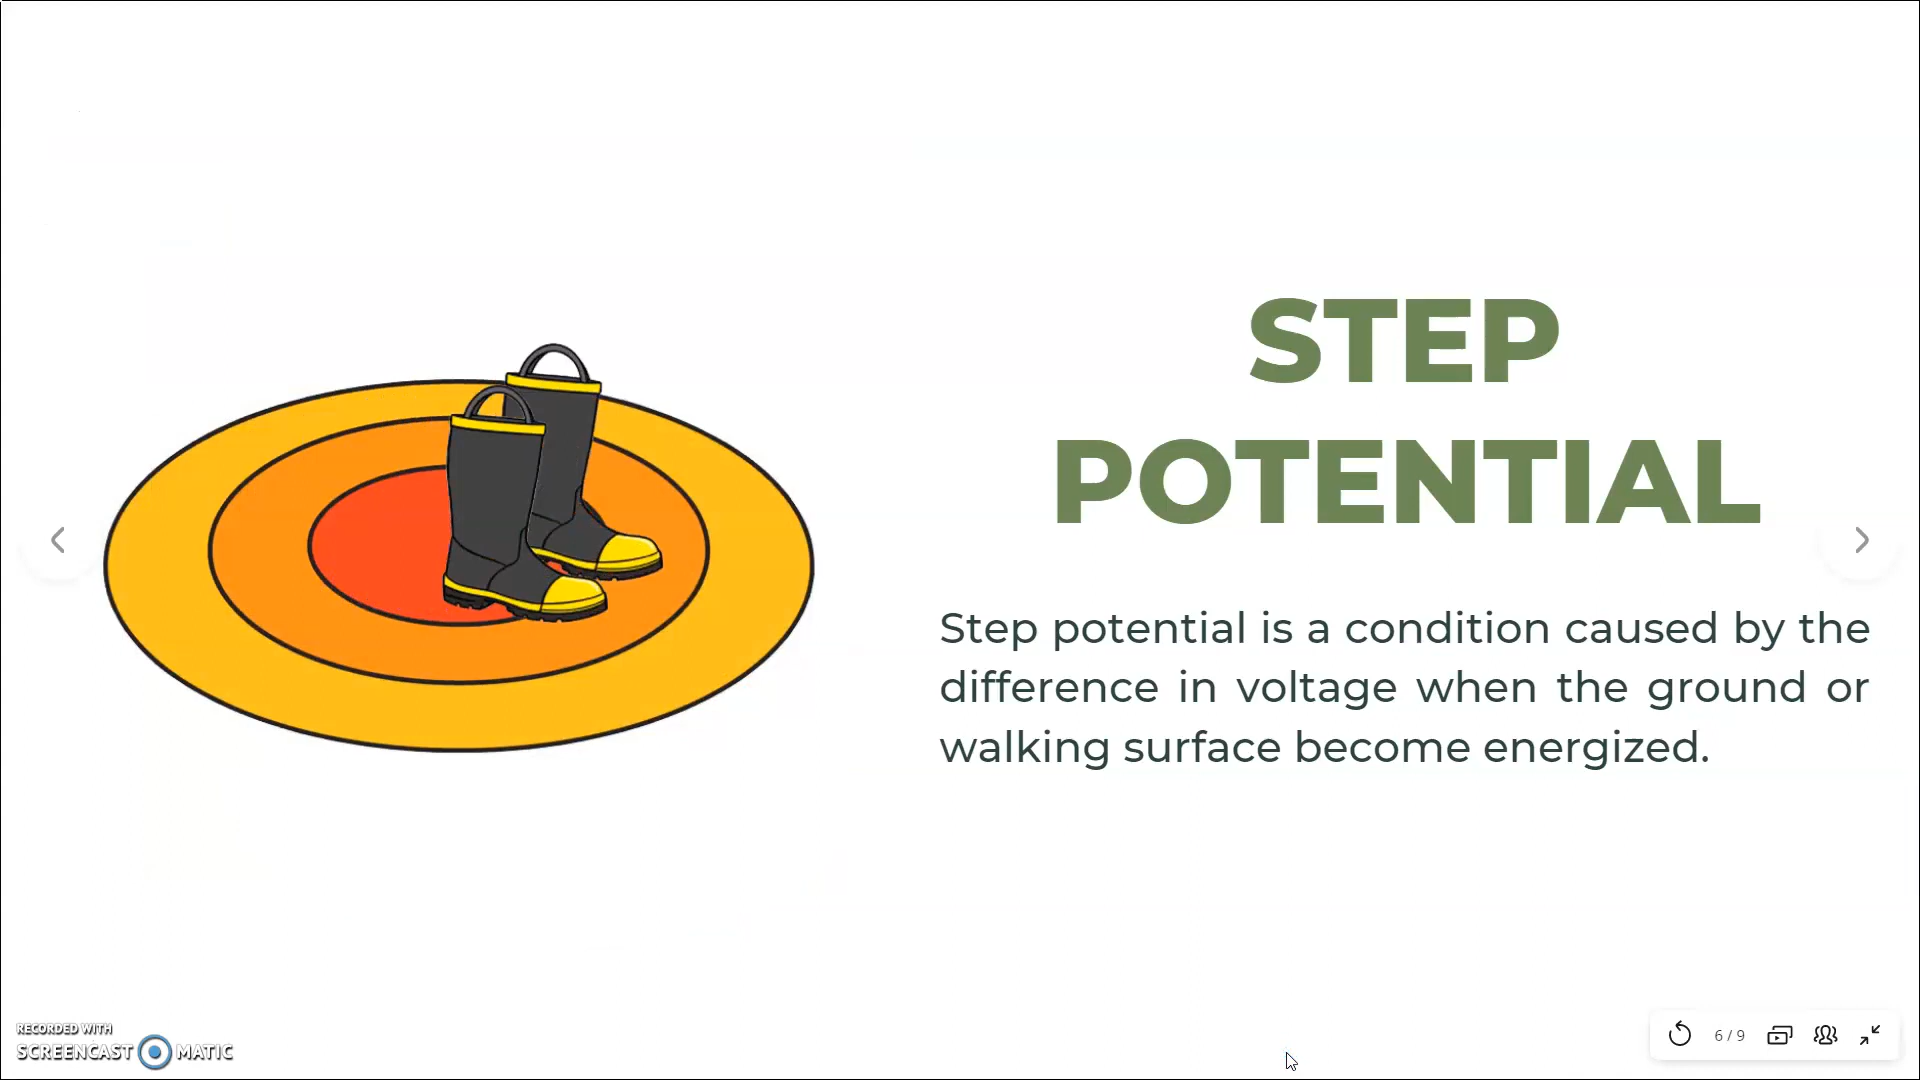 STEP
POTENTIAL
Step potential is a condition caused by the
difference in voltage when the ground or
walking surface become energized.
RECORDED WITH
SCREENCAST MATIC
6 / 9